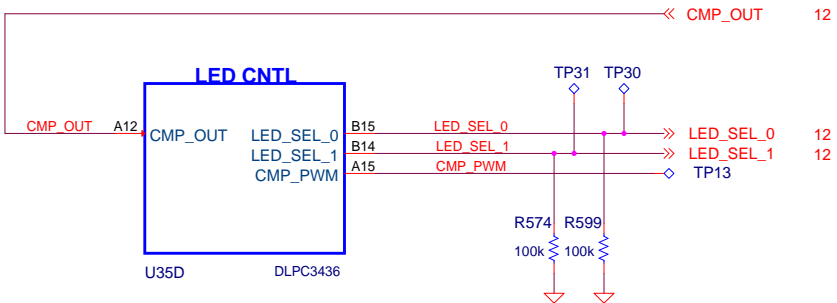 CMP_OUT 12
LED CNTL
TP31 TP30
CMP_OUT A12 CMP_OUT LED_SEL_0 B15 LED_SEL_0 LED_SEL_0 12
LED_SEL_1 B14 LED_SEL_1 LED_SEL_1 12
CMP_PWM A15 CMP_PWM TP13
R574 R599
100k 100k
U35D DLPC3436